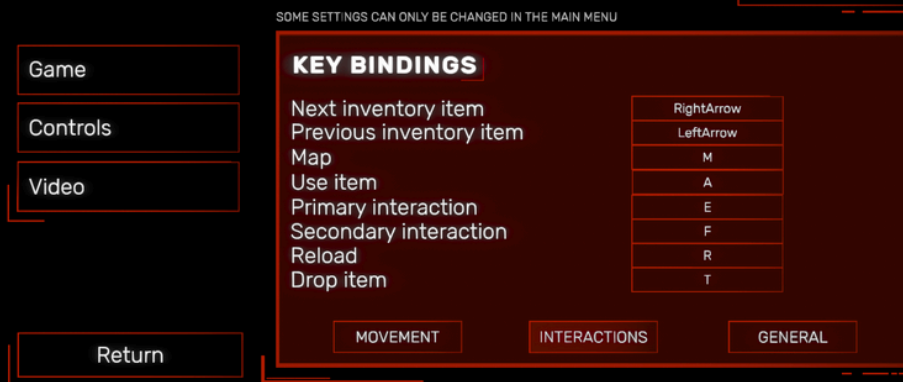 SOME SETTINGS CAN ONLY BE CHANGED IN THE MAIN MENU
Game
Controls
Video
Return
KEY BINDINGS
Next inventory item RightArrow
Previous inventory item LeftArrow
Map M
Use item A
Primary interaction E
Secondary interaction F
Reload R
Drop item T
MOVEMENT INTERACTIONS GENERAL